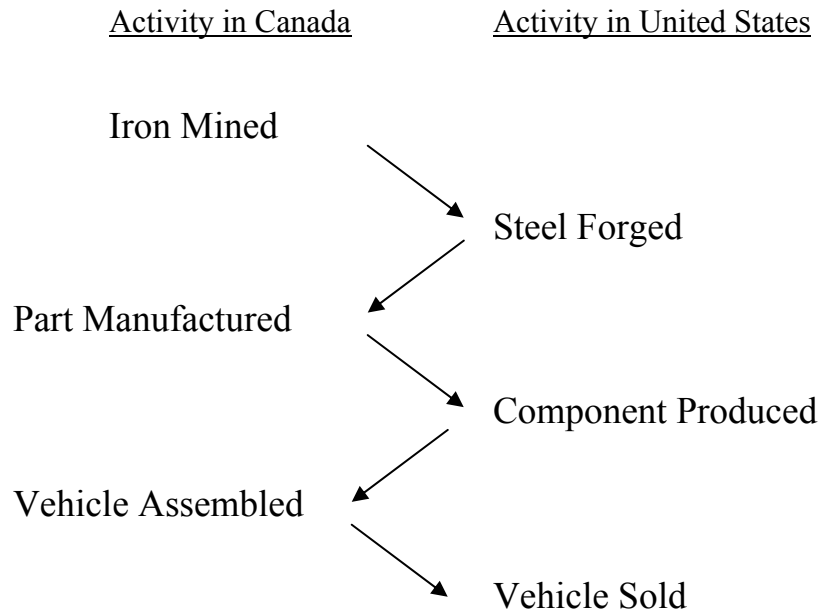 Activity in Canada
Activity in United States
Iron Mined
Steel Forged
Part Manufactured
Component Produced
Vehicle Assembled
Vehicle Sold